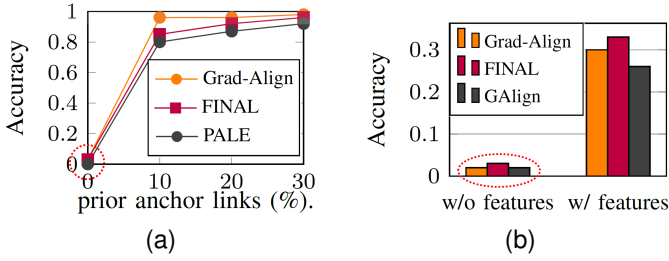 Accuracy
1
0.8
0.6
0.4
0.2
0
0
10
20
30
prior anchor links (%).
Grad-Align
FINAL
PALE
(a)
Accuracy
0.3
0.2
0.1
0
w/o features
w/ features
Grad-Align
FINAL
GAlign
(b)